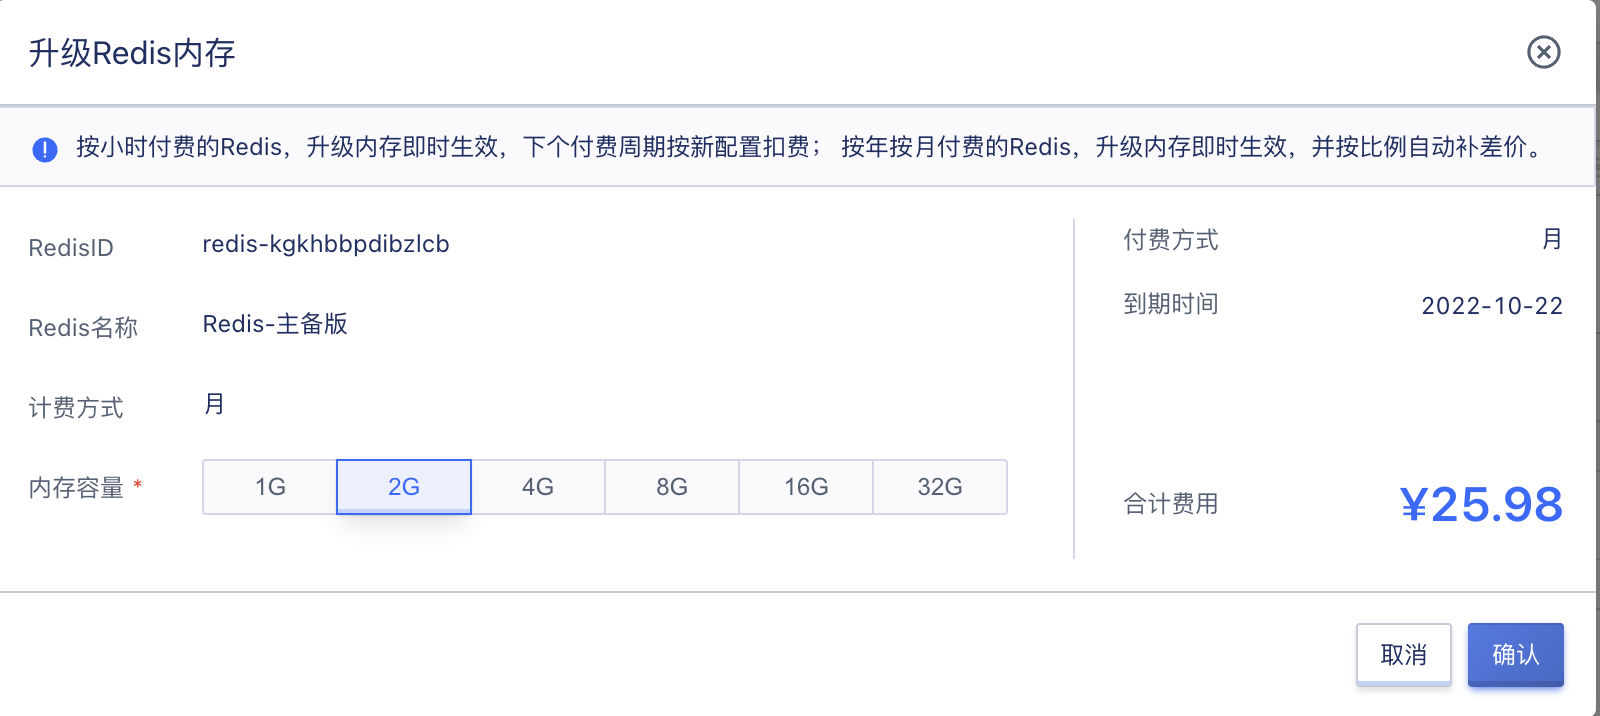 升级Redis内存
按小时付费的Redis，升级内存即时生效，下个付费周期按新配置扣费； 按年按月付费的Redis，升级内存即时生效，并按比例自动补差价。
RedisID redis-kgkhbbpdibzlcb
Redis名称 Redis-主备版
计费方式 月
内存容量 * 1G 2G 4G 8G 16G 32G
付费方式 月
到期时间 2022-10-22
合计费用 ¥25.98
取消 确认